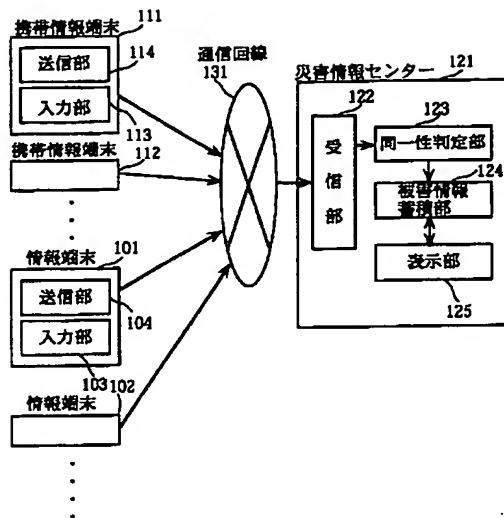 携帯情報端末
111
送信部
114
入力部
113
携帯情報端末
112
情報端末
101
送信部
104
入力部
103
102
情報端末
通信回線
131
災害情報センター
121
122
受信部
123
同一性判定部
124
被害情報
蓄積部
表示部
125